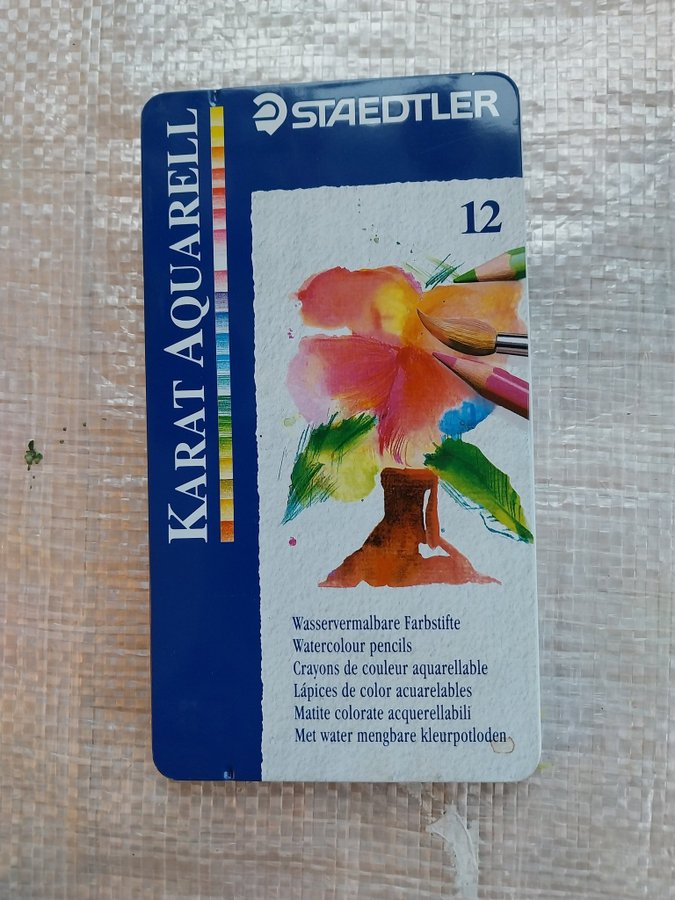 STAEDTLER
KARAT AQUARELL
12
Wasservermalbare Farbstifte
Watercolour pencils
Crayons de couleur aquarellable
Lápices de color acuarelables
Matite colorate acquerellabili
Met water mengbare kleurpotloden